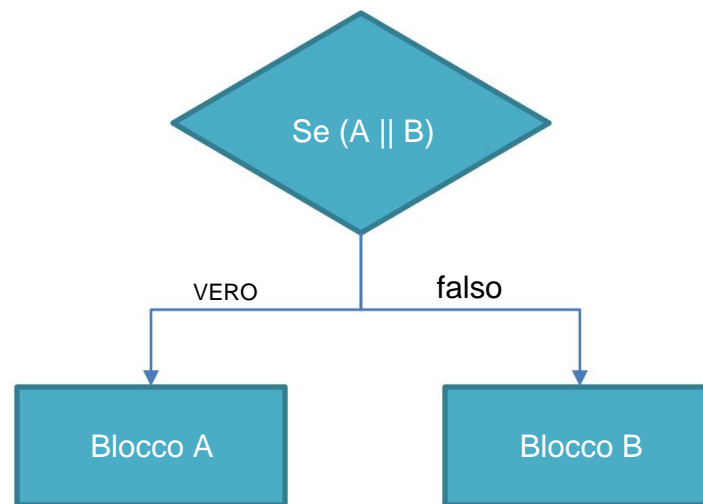 Se (A || B)
VERO
falso
Blocco A
Blocco B